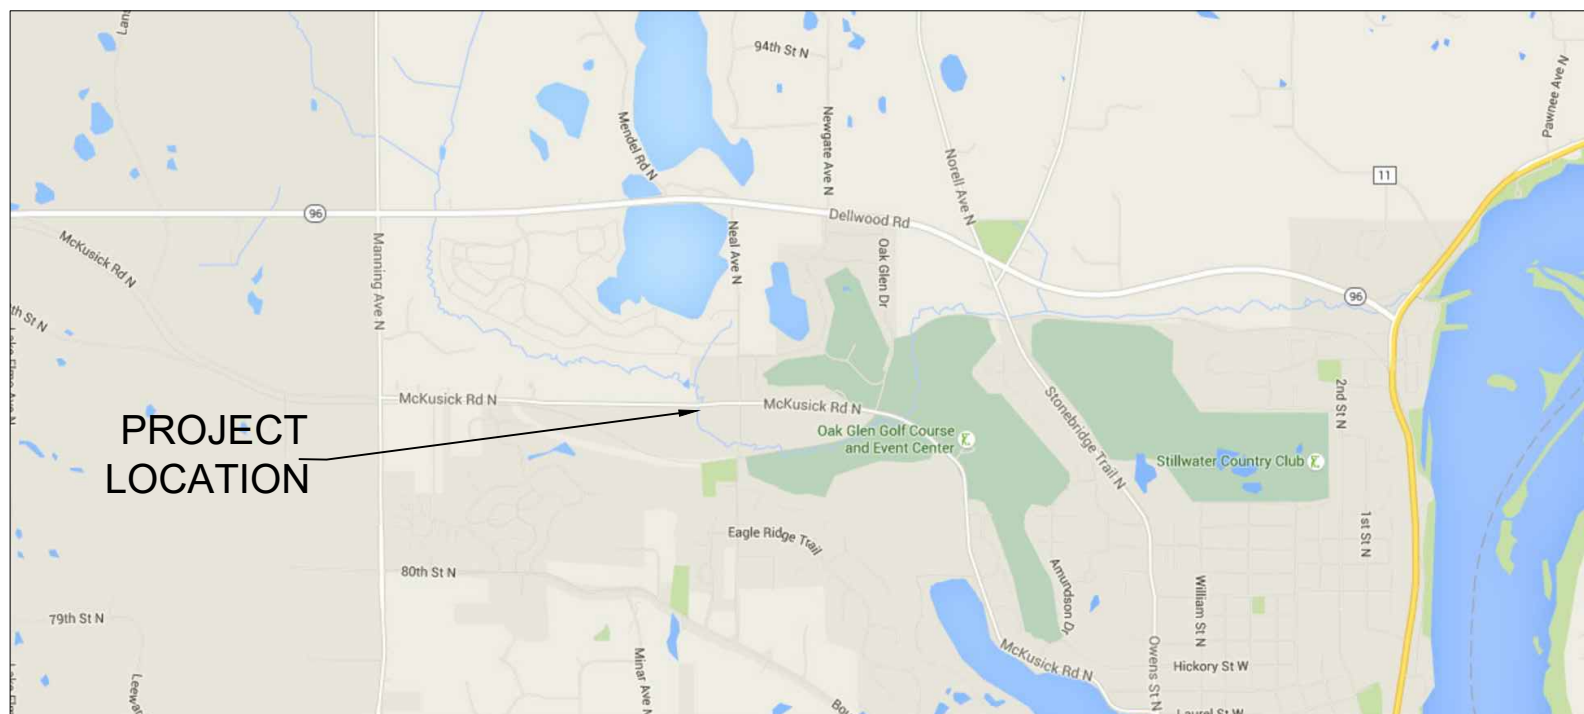 94th St N
Mendel Rd N
Newgate Ave N
Norell Ave N
Pawnee Ave N
11
96
Dellwood Rd
McKusick Rd N
Manning Ave N
Neal Ave N
Oak Glen Dr
96
McKusick Rd N
McKusick Rd N
PROJECT
LOCATION
Oak Glen Golf Course
and Event Center
Stonebridge Trail N
Stillwater Country Club
2nd St N
1st St N
Eagle Ridge Trail
80th St N
79th St N
Amundson Dr
William St N
Minar Ave N
McKusick Rd N
Owens St N
Hickory St W
Laurel St W